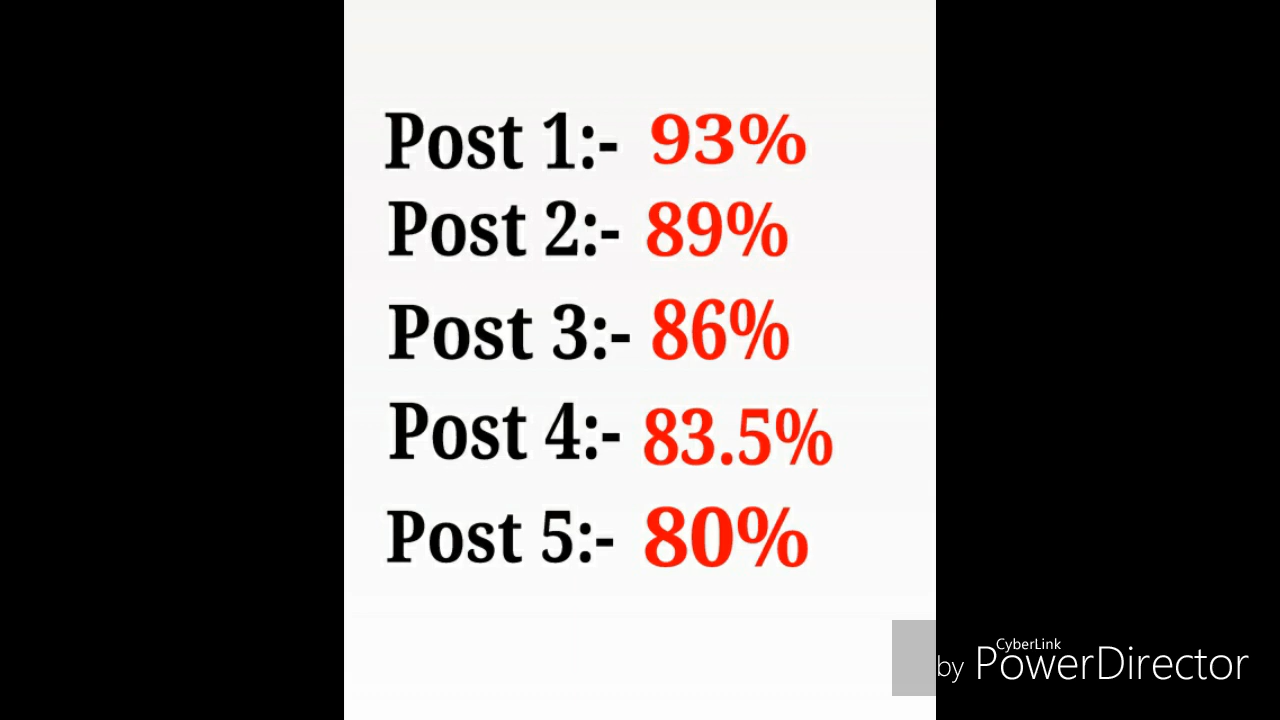 Post 1:- 93%
Post 2:- 89%
Post 3:- 86%
Post 4:- 83.5%
Post 5:- 80%
CyberLink
by PowerDirector